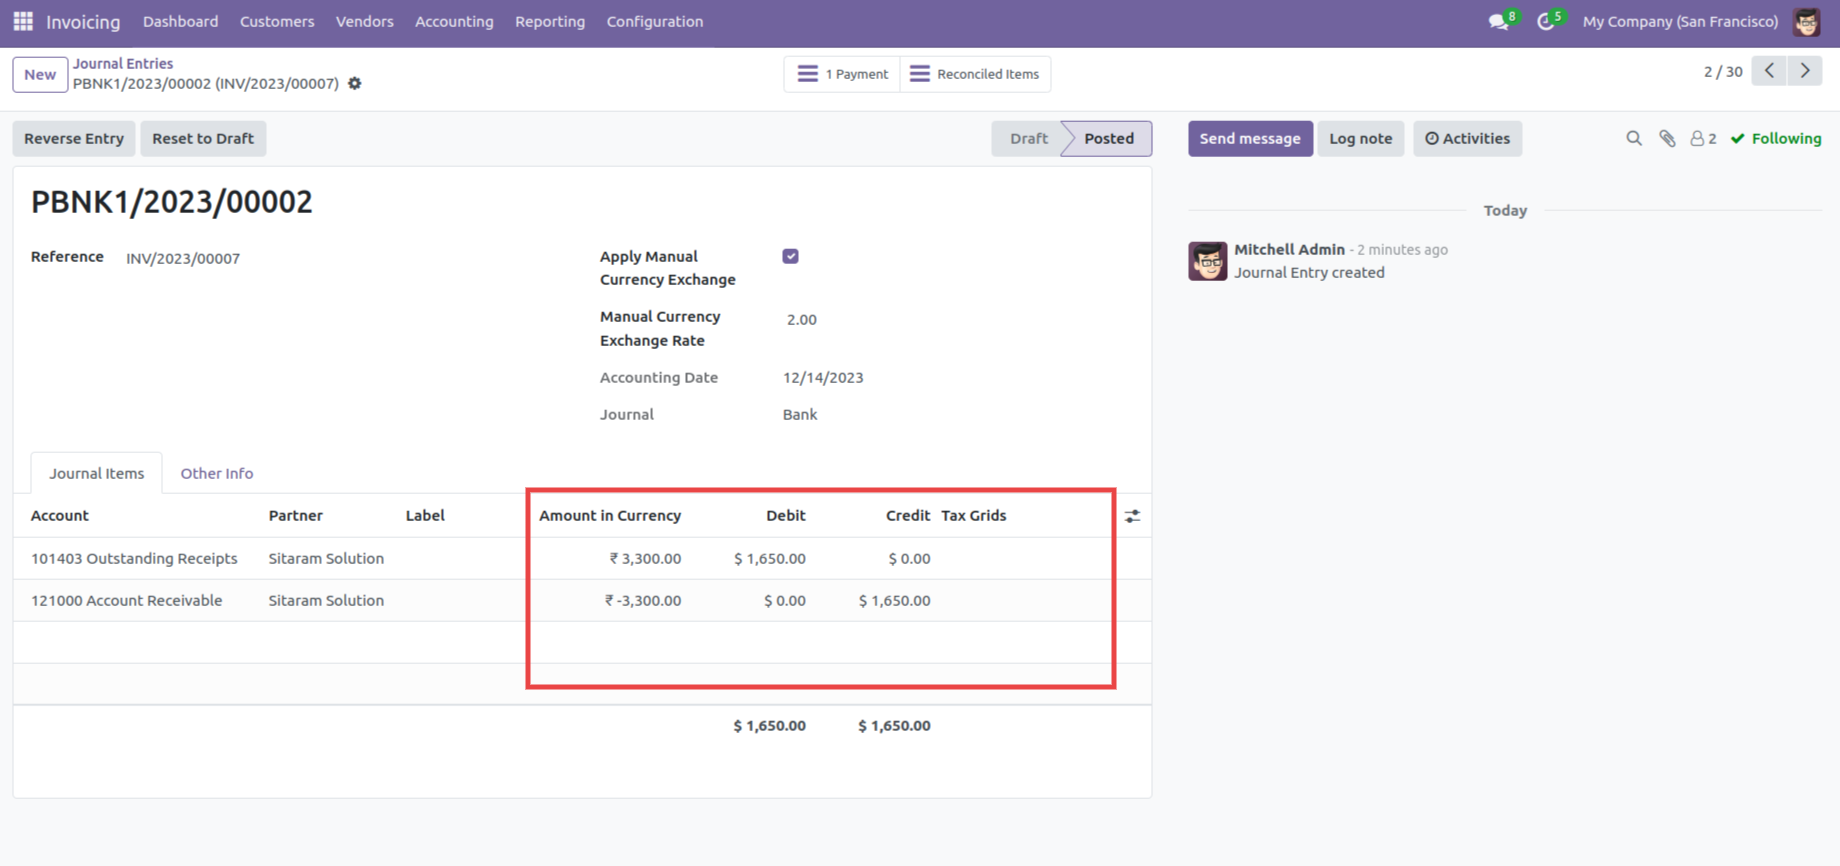 Invoicing Dashboard Customers Vendors Accounting Reporting Configuration 8 5 My Company (San Francisco)
New Journal Entries
PBNK1/2023/00002 (INV/2023/00007)
1 Payment Reconciled Items 2 / 30
Reverse Entry Reset to Draft Draft Posted Send message Log note Activities 2 Following
PBNK1/2023/00002
Today
Reference INV/2023/00007
Apply Manual
Currency Exchange
Manual Currency
Exchange Rate 2.00
Accounting Date 12/14/2023
Journal Bank
Mitchell Admin - 2 minutes ago
Journal Entry created
Journal Items Other Info
Account Partner Label Amount in Currency Debit Credit Tax Grids
101403 Outstanding Receipts Sitaram Solution ₹ 3,300.00 $ 1,650.00 $ 0.00
121000 Account Receivable Sitaram Solution ₹ -3,300.00 $ 0.00 $ 1,650.00
$ 1,650.00 $ 1,650.00